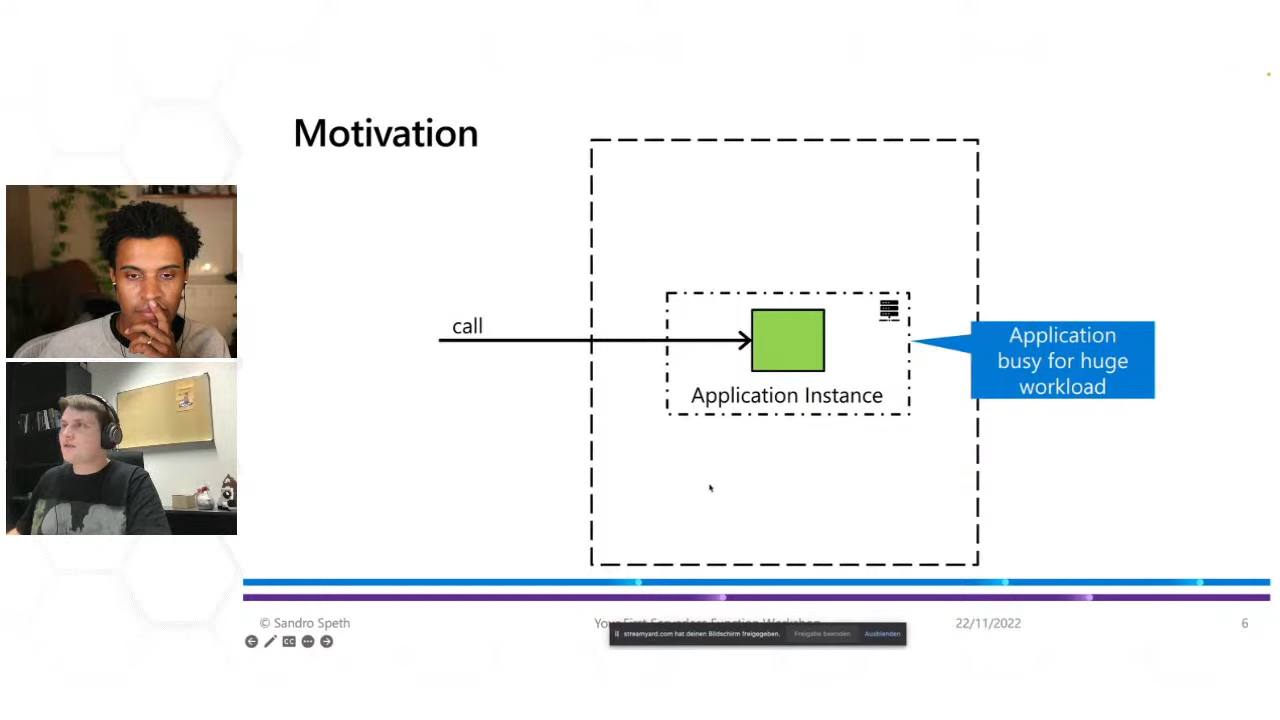 Motivation
call
Application Instance
Application
busy for huge
workload
© Sandro Speth
Your First Serverless Function Workshop
22/11/2022
6
streamyard.com hat deinen Bildschirm freigegeben.
Freigabe beenden
Ausblenden
CC